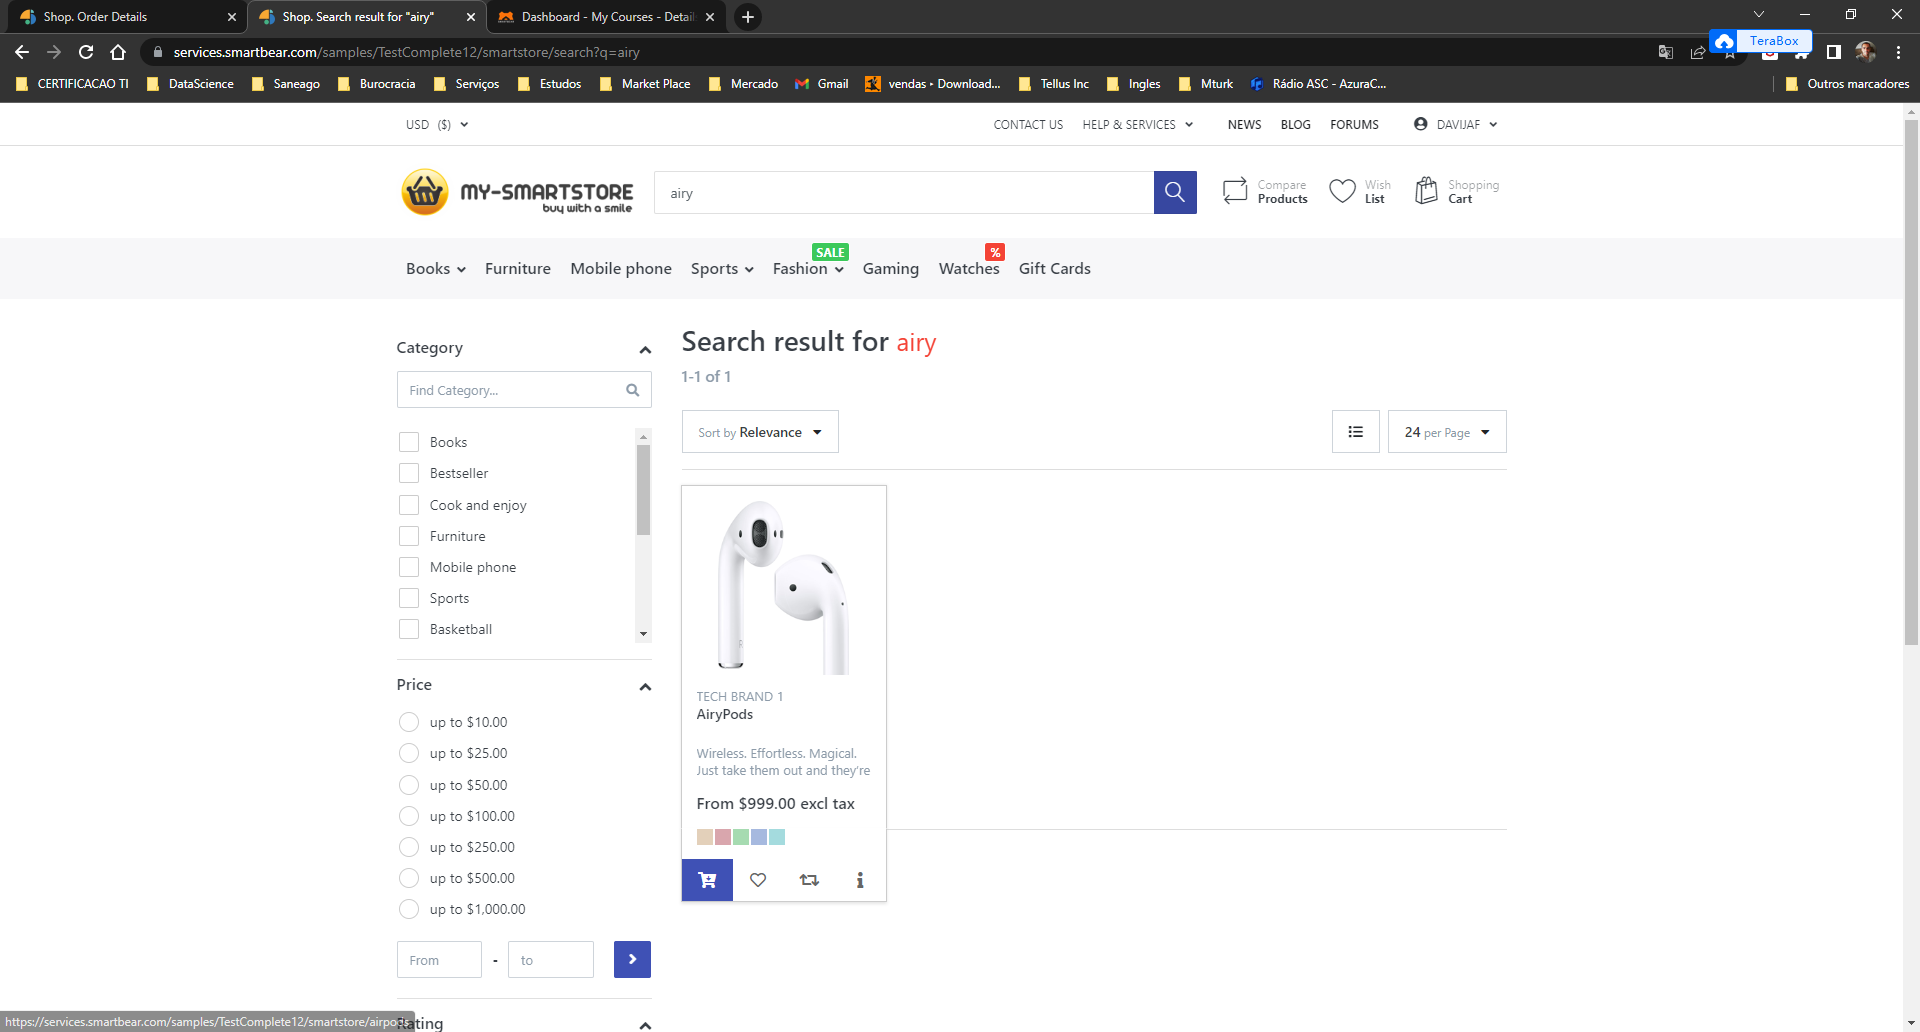 Shop. Order Details
Shop. Search result for "airy"
Dashboard - My Courses - Detail
services.smartbear.com/samples/TestComplete12/smartstore/search?q=airy
TeraBox
CERTIFICACAO TI
DataScience
Saneago
Burocracia
Serviços
Estudos
Market Place
Mercado
Gmail
vendas ▸ Download...
Tellus Inc
Ingles
Mturk
Rádio ASC - AzuraC...
Outros marcadores
USD ($)
CONTACT US
HELP & SERVICES
NEWS
BLOG
FORUMS
DAVIJAF
MY-SMARTSTORE
buy with a smile
airy
Compare
Products
Wish
List
Shopping
Cart
SALE
%
Books
Furniture
Mobile phone
Sports
Fashion
Gaming
Watches
Gift Cards
Category
Find Category...
Books
Bestseller
Cook and enjoy
Furniture
Mobile phone
Sports
Basketball
Price
up to $10.00
up to $25.00
up to $50.00
up to $100.00
up to $250.00
up to $500.00
up to $1,000.00
From - to
Rating
Search result for airy
1-1 of 1
Sort by Relevance
24 per Page
TECH BRAND 1
AiryPods
Wireless. Effortless. Magical.
Just take them out and they're
From $999.00 excl tax
https://services.smartbear.com/samples/TestComplete12/smartstore/airpods